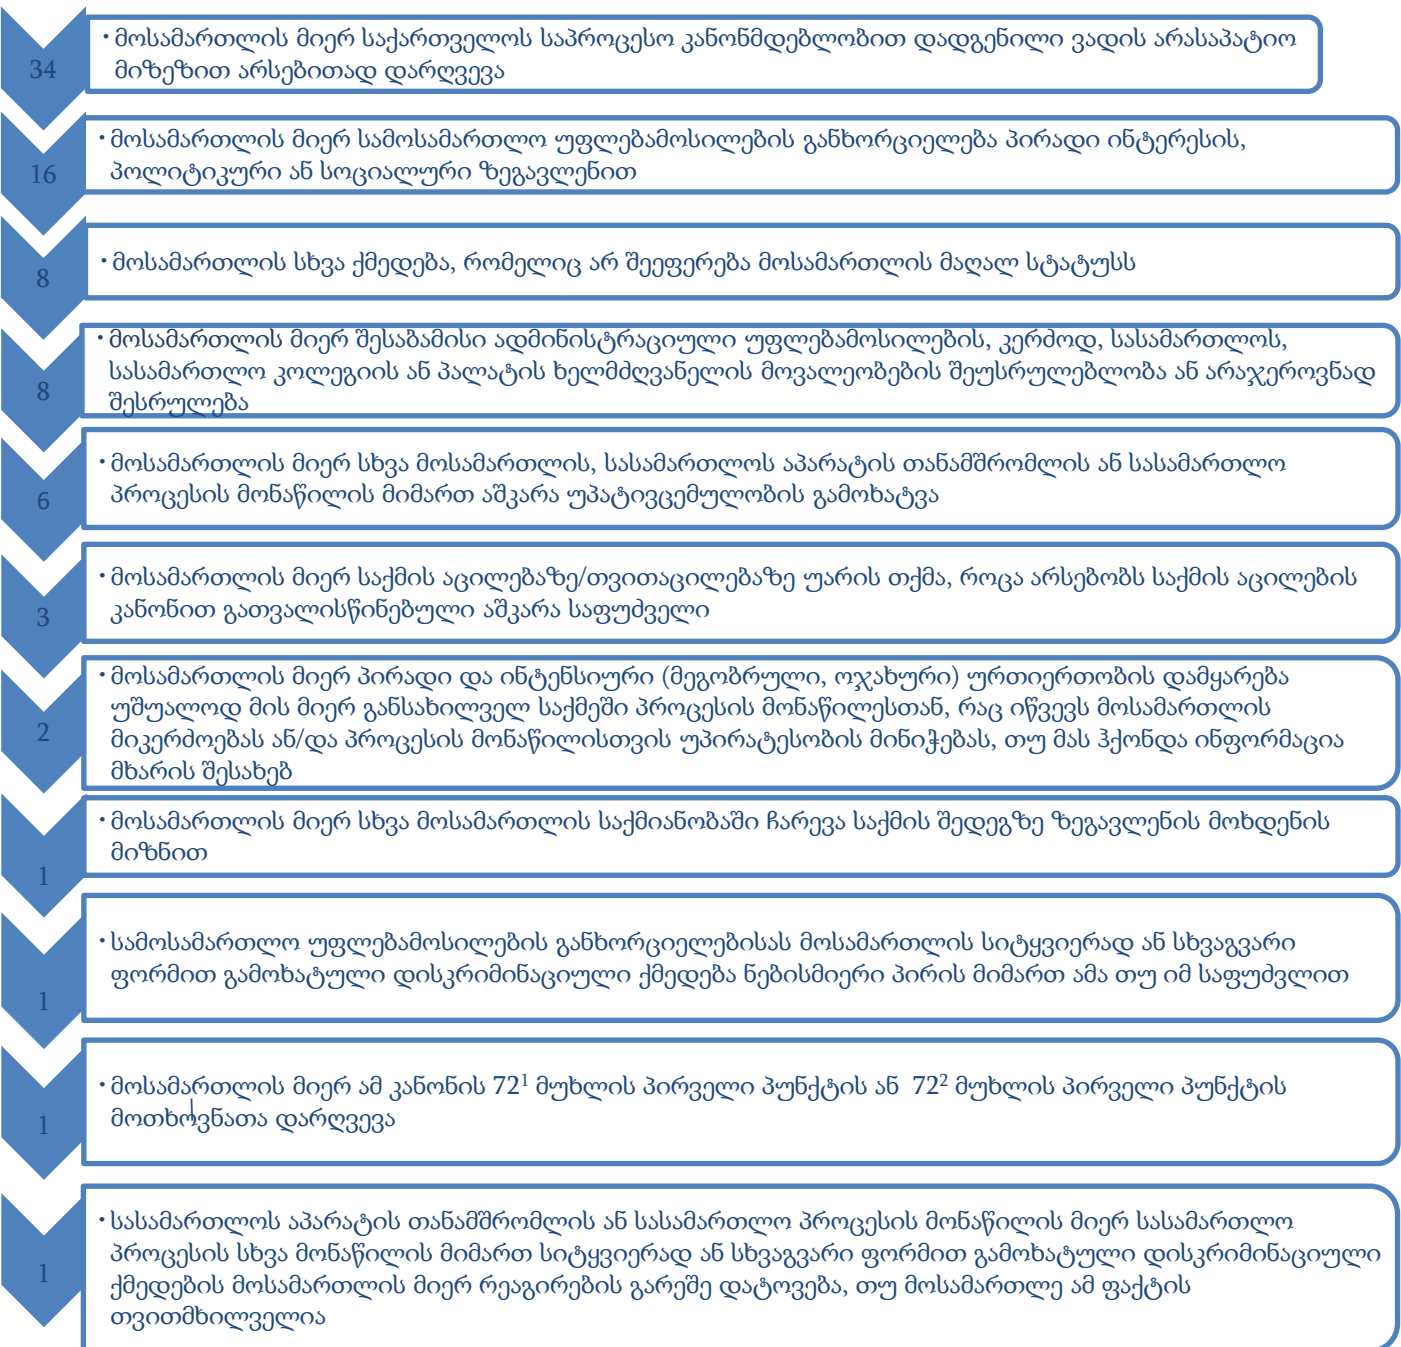 34
• მოსამართლის მიერ საქართველოს საპროცესო კანონმდებლობით დადგენილი ვადის არასაპატიო
მიზეზით არსებითად დარღვევა
16
• მოსამართლის მიერ სამოსამართლო უფლებამოსილების განხორციელება პირადი ინტერესის,
პოლიტიკური ან სოციალური ზეგავლენით
8
• მოსამართლის სხვა ქმედება, რომელიც არ შეეფერება მოსამართლის მაღალ სტატუსს
8
• მოსამართლის მიერ შესაბამისი ადმინისტრაციული უფლებამოსილების, კერძოდ, სასამართლოს,
სასამართლო კოლეგიის ან პალატის ხელმძღვანელის მოვალეობების შეუსრულებლობა ან არაჯეროვნად
შესრულება
6
• მოსამართლის მიერ სხვა მოსამართლის, სასამართლოს აპარატის თანამშრომლის ან სასამართლო
პროცესის მონაწილის მიმართ აშკარა უპატივცემულობის გამოხატვა
3
• მოსამართლის მიერ საქმის აცილებაზე/თვითაცილებაზე უარის თქმა, როცა არსებობს საქმის აცილების
კანონით გათვალისწინებული აშკარა საფუძველი
2
• მოსამართლის მიერ პირადი და ინტენსიური (მეგობრული, ოჯახური) ურთიერთობის დამყარება
უშუალოდ მის მიერ განსახილველ საქმეში პროცესის მონაწილესთან, რაც იწვევს მოსამართლის
მიკერძოებას ან/და პროცესის მონაწილისთვის უპირატესობის მინიჭებას, თუ მას ჰქონდა ინფორმაცია
მხარის შესახებ
1
• მოსამართლის მიერ სხვა მოსამართლის საქმიანობაში ჩარევა საქმის შედეგზე ზეგავლენის მოხდენის
მიზნით
1
• სამოსამართლო უფლებამოსილების განხორციელებისას მოსამართლის სიტყვიერად ან სხვაგვარი
ფორმით გამოხატული დისკრიმინაციული ქმედება ნებისმიერი პირის მიმართ ამა თუ იმ საფუძვლით
1
• მოსამართლის მიერ ამ კანონის 72¹ მუხლის პირველი პუნქტის ან 72² მუხლის პირველი პუნქტის
მოთხოვნათა დარღვევა
1
• სასამართლოს აპარატის თანამშრომლის ან სასამართლო პროცესის მონაწილის მიერ სასამართლო
პროცესის სხვა მონაწილის მიმართ სიტყვიერად ან სხვაგვარი ფორმით გამოხატული დისკრიმინაციული
ქმედების მოსამართლის მიერ რეაგირების გარეშე დატოვება, თუ მოსამართლე ამ ფაქტის
თვითმხილველია